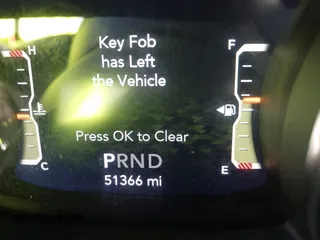 Key Fob
has Left
the Vehicle
H
F
Press OK to Clear
PRND
C
51366 mi
E